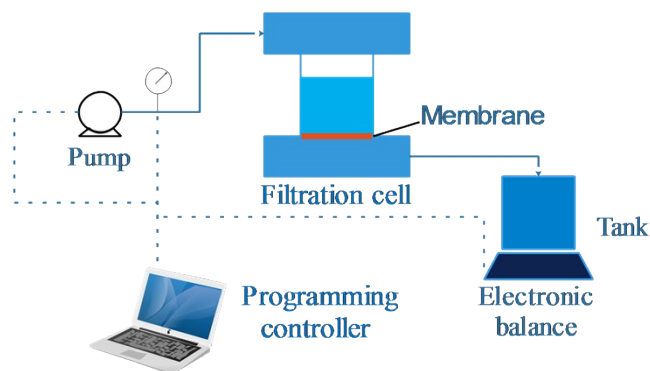 Membrane
Pump
Filtration cell
Tank
Electronic
balance
Programming
controller